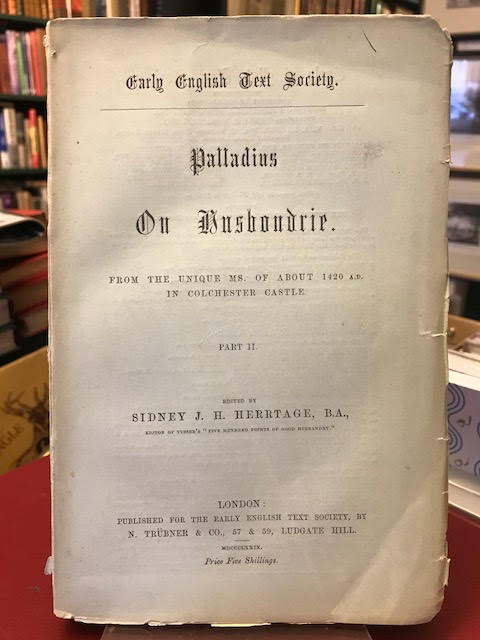 Early English Text Society.
Palladius
On Husbondrie.
FROM THE UNIQUE MS. OF ABOUT 1420 A.D.
IN COLCHESTER CASTLE.
PART II.
EDITED BY
SIDNEY J. H. HERRTAGE, B.A.,
EDITOR OF TUSSER'S "FIVE HUNDRED POINTS OF GOOD HUSBANDRY."
LONDON:
PUBLISHED FOR THE EARLY ENGLISH TEXT SOCIETY, BY
N. TRÜBNER & CO., 57 & 59, LUDGATE HILL.
MDCCCLXXIX.
Price Five Shillings.